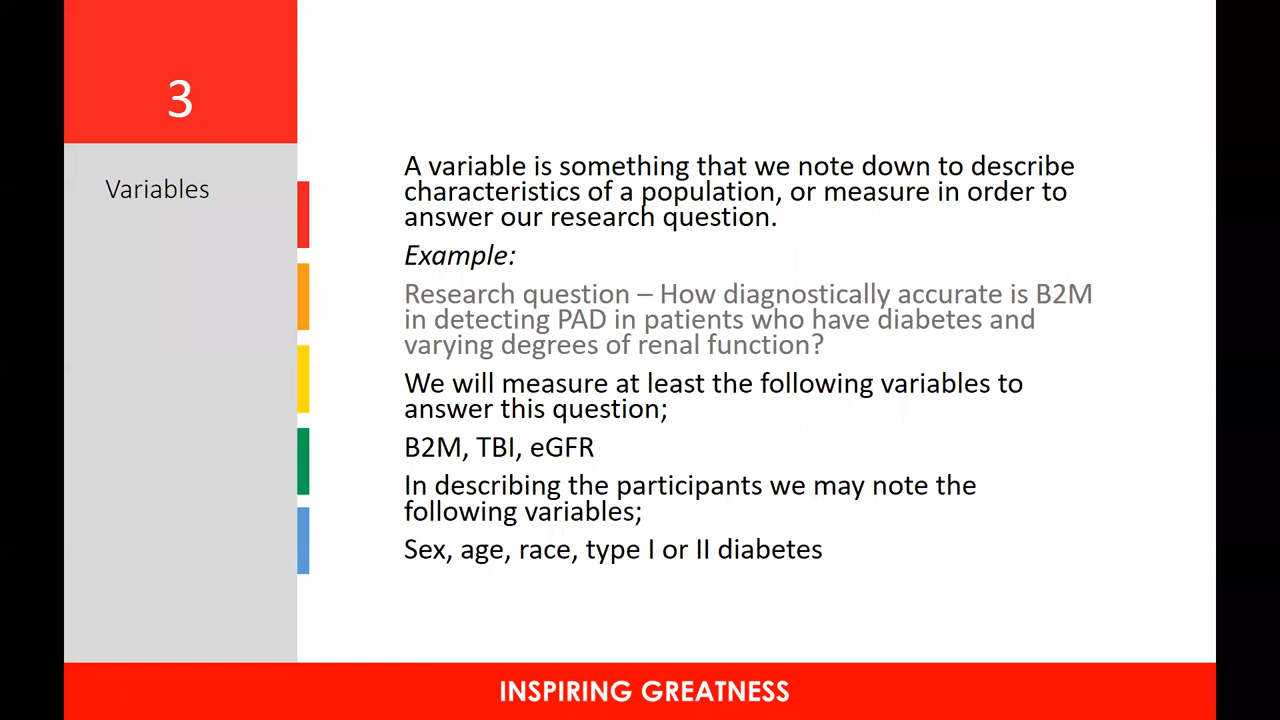 3
Variables
A variable is something that we note down to describe
characteristics of a population, or measure in order to
answer our research question.
Example:
Research question – How diagnostically accurate is B2M
in detecting PAD in patients who have diabetes and
varying degrees of renal function?
We will measure at least the following variables to
answer this question;
B2M, TBI, eGFR
In describing the participants we may note the
following variables;
Sex, age, race, type I or II diabetes
INSPIRING GREATNESS